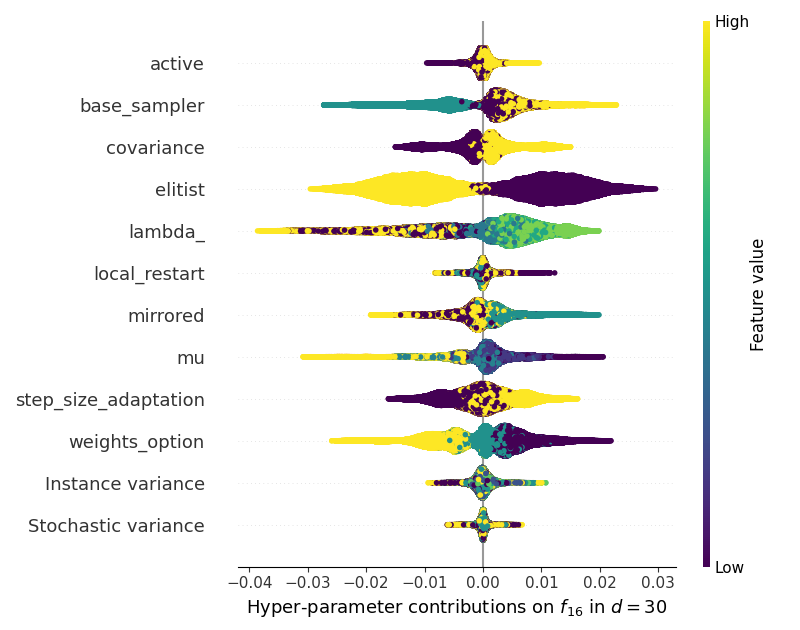 active
base_sampler
covariance
elitist
lambda_
local_restart
mirrored
mu
step_size_adaptation
weights_option
Instance variance
Stochastic variance
−0.04 −0.03 −0.02 −0.01 0.00 0.01 0.02 0.03
Hyper-parameter contributions on f₁₆ in d = 30
High
Feature value
Low